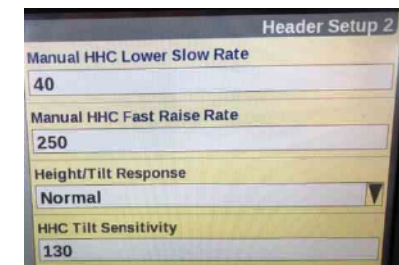 Header Setup 2
Manual HHC Lower Slow Rate
40
Manual HHC Fast Raise Rate
250
Height/Tilt Response
Normal
HHC Tilt Sensitivity
130